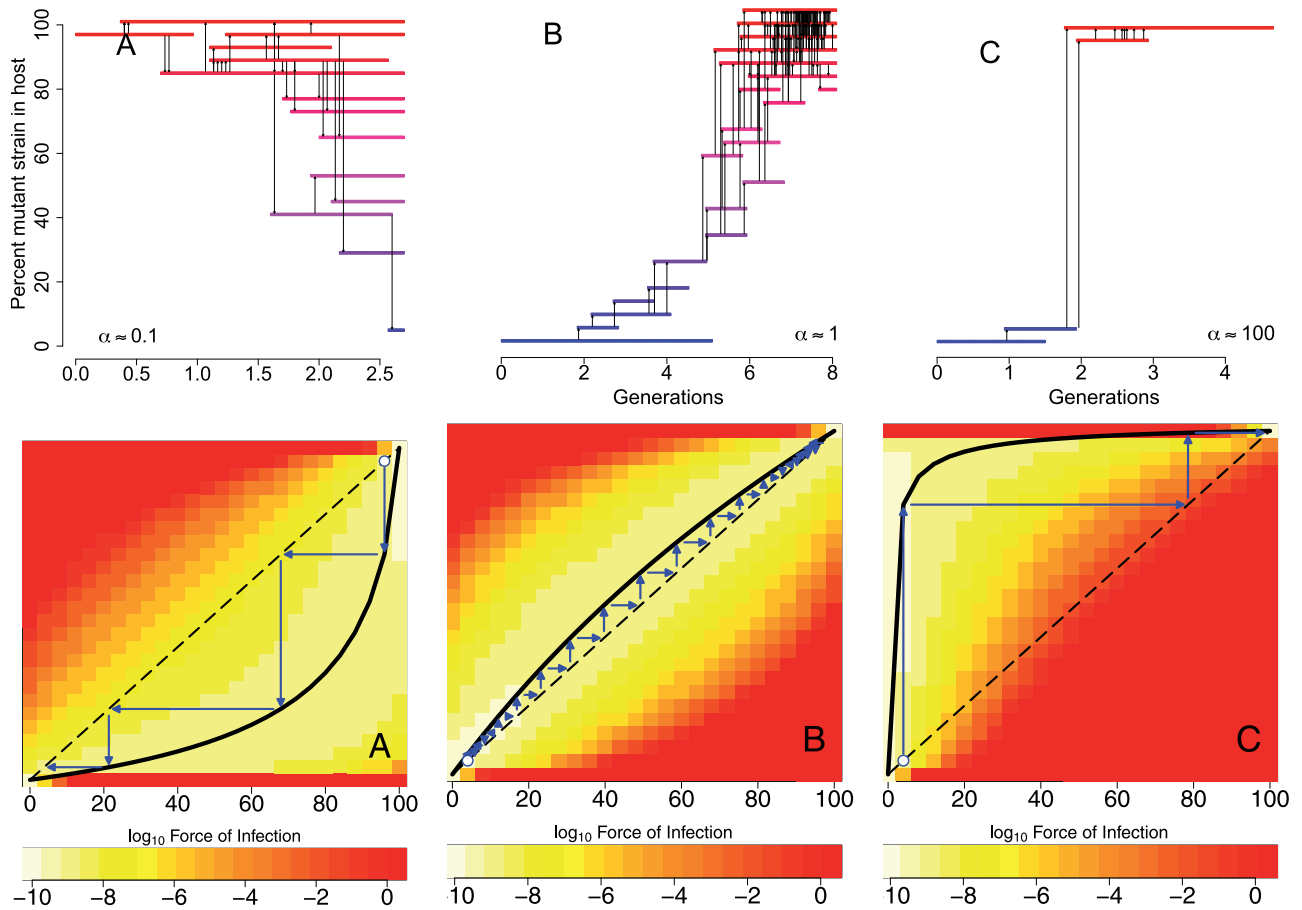 A
B
C
Percent mutant strain in host
0 20 40 60 80 100
α ≈ 0.1
α ≈ 1
α ≈ 100
0.0 0.5 1.0 1.5 2.0 2.5
0 2 4 6 8
0 1 2 3 4
Generations
Generations
A
B
C
0 20 40 60 80 100
0 20 40 60 80 100
0 20 40 60 80 100
log₁₀ Force of Infection
log₁₀ Force of Infection
log₁₀ Force of Infection
−10 −8 −6 −4 −2 0
−10 −8 −6 −4 −2 0
−10 −8 −6 −4 −2 0